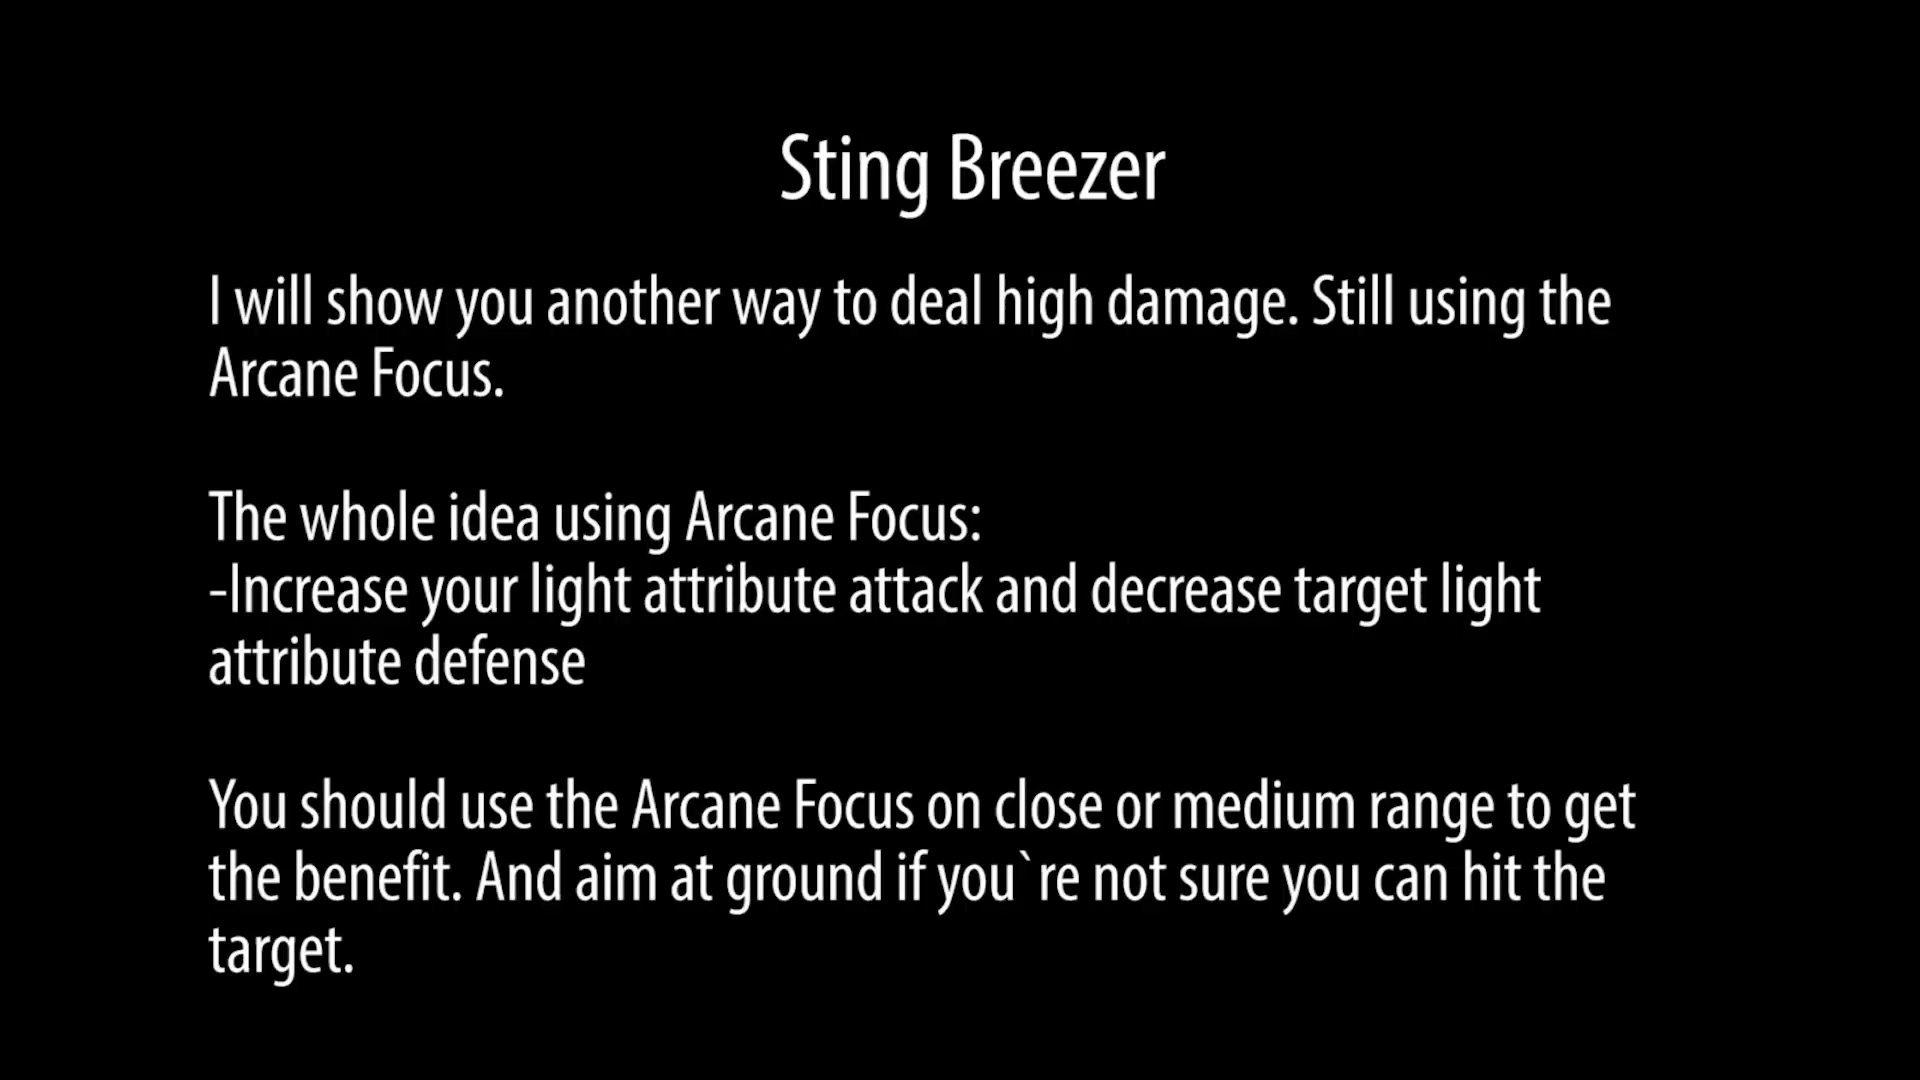 Sting Breezer
I will show you another way to deal high damage. Still using the
Arcane Focus.
The whole idea using Arcane Focus:
-Increase your light attribute attack and decrease target light
attribute defense
You should use the Arcane Focus on close or medium range to get
the benefit. And aim at ground if you`re not sure you can hit the
target.